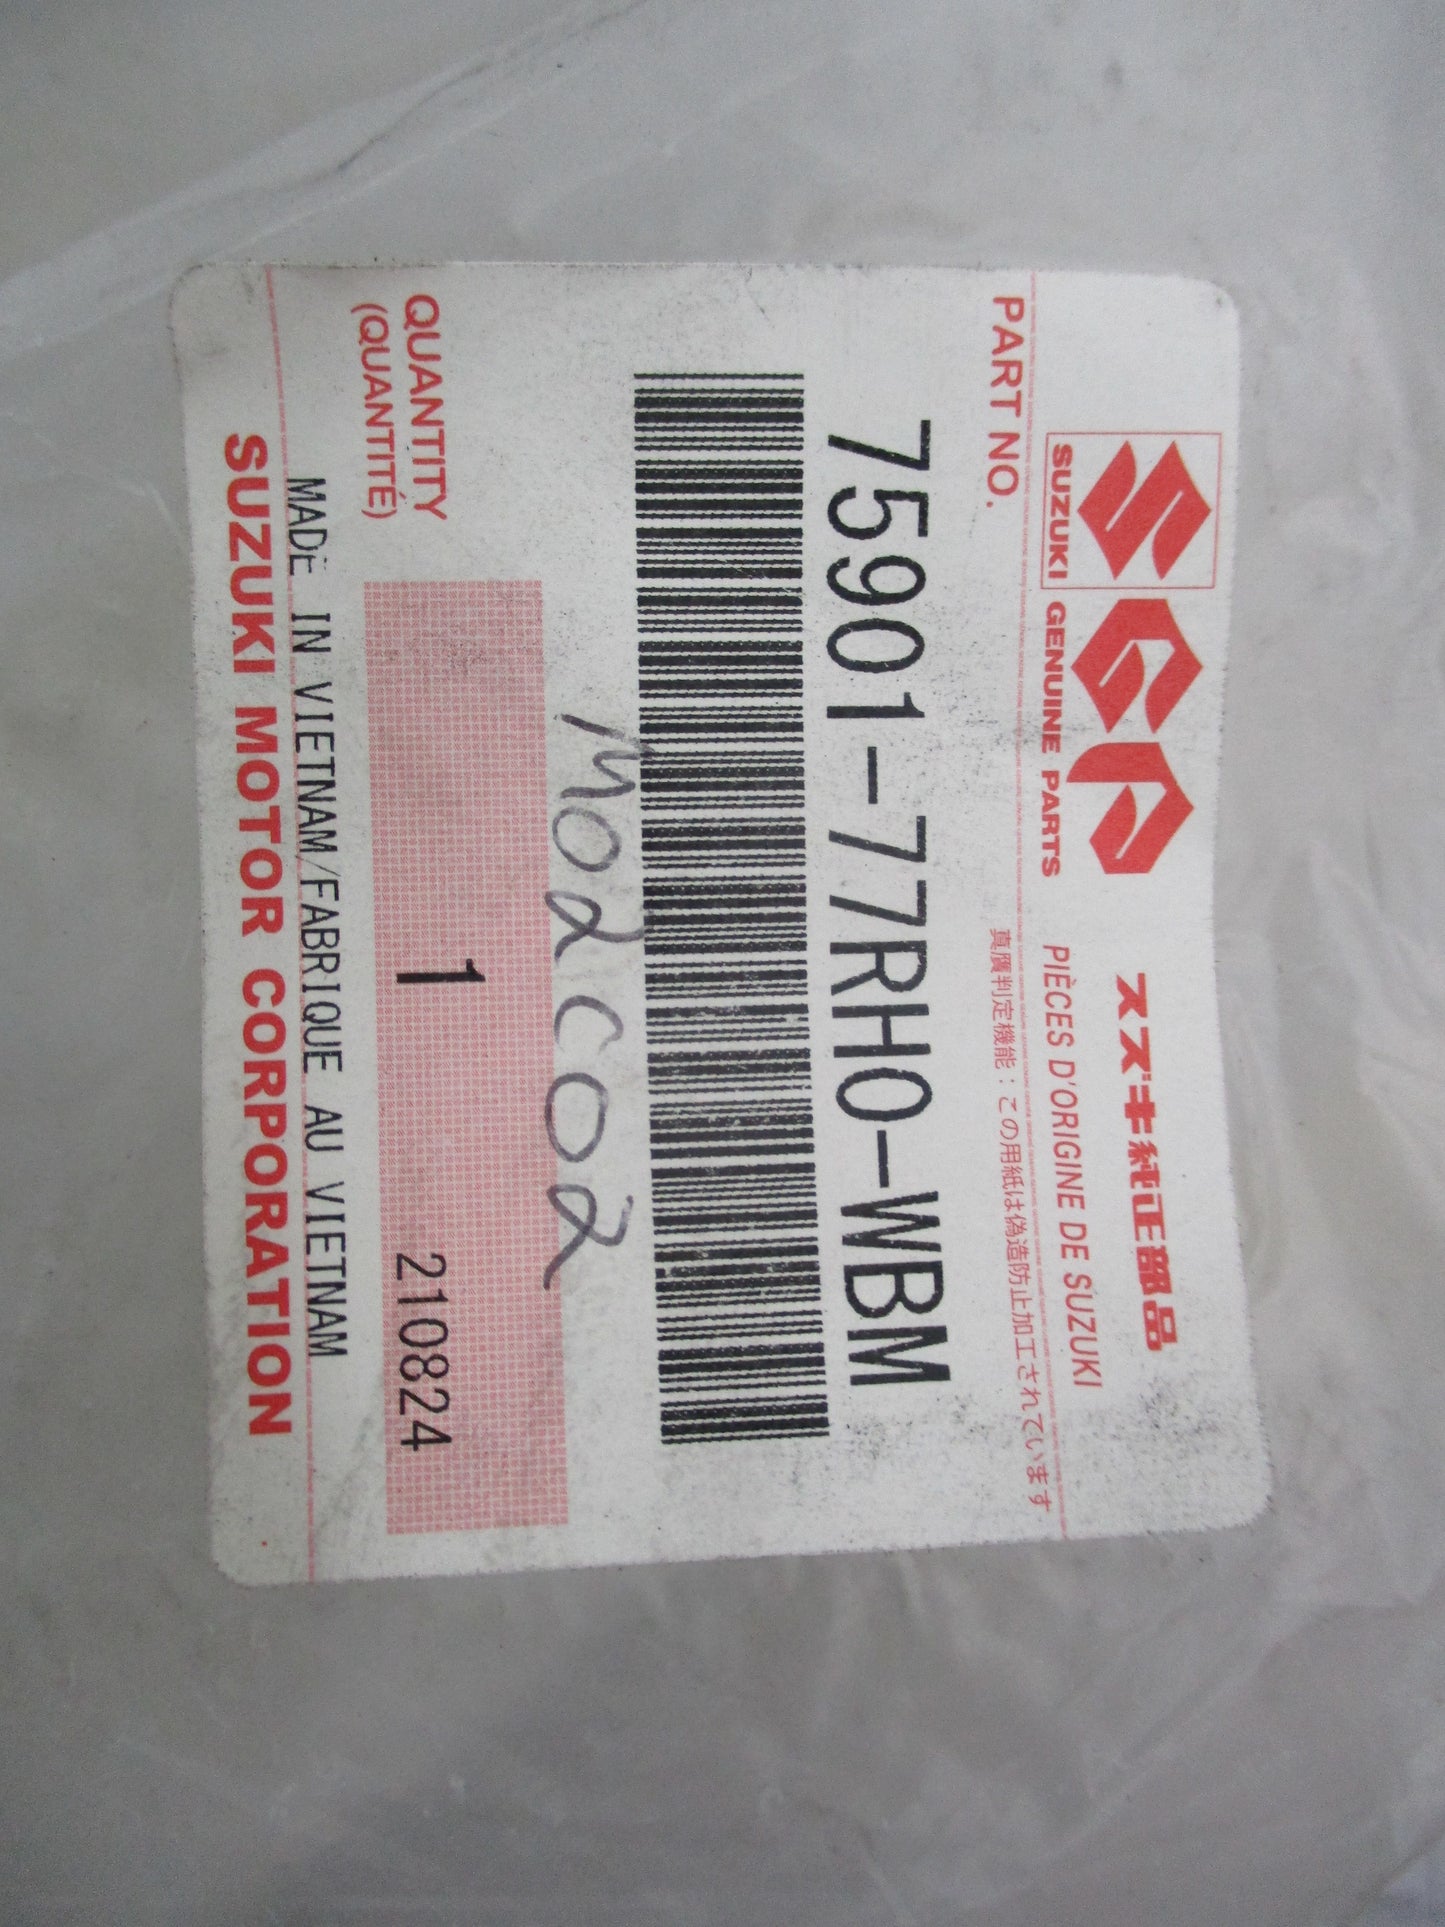 スズキ純正部品
SUZUKI GENUINE PARTS PIÈCES D'ORIGINE DE SUZUKI
真贋判定機能：この用紙は偽造防止加工されています
PART NO.
75901-77RH0-WBM
M02C02
QUANTITY
(QUANTITÉ)
1
210824
MADE IN VIETNAM/FABRIQUE AU VIETNAM
SUZUKI MOTOR CORPORATION